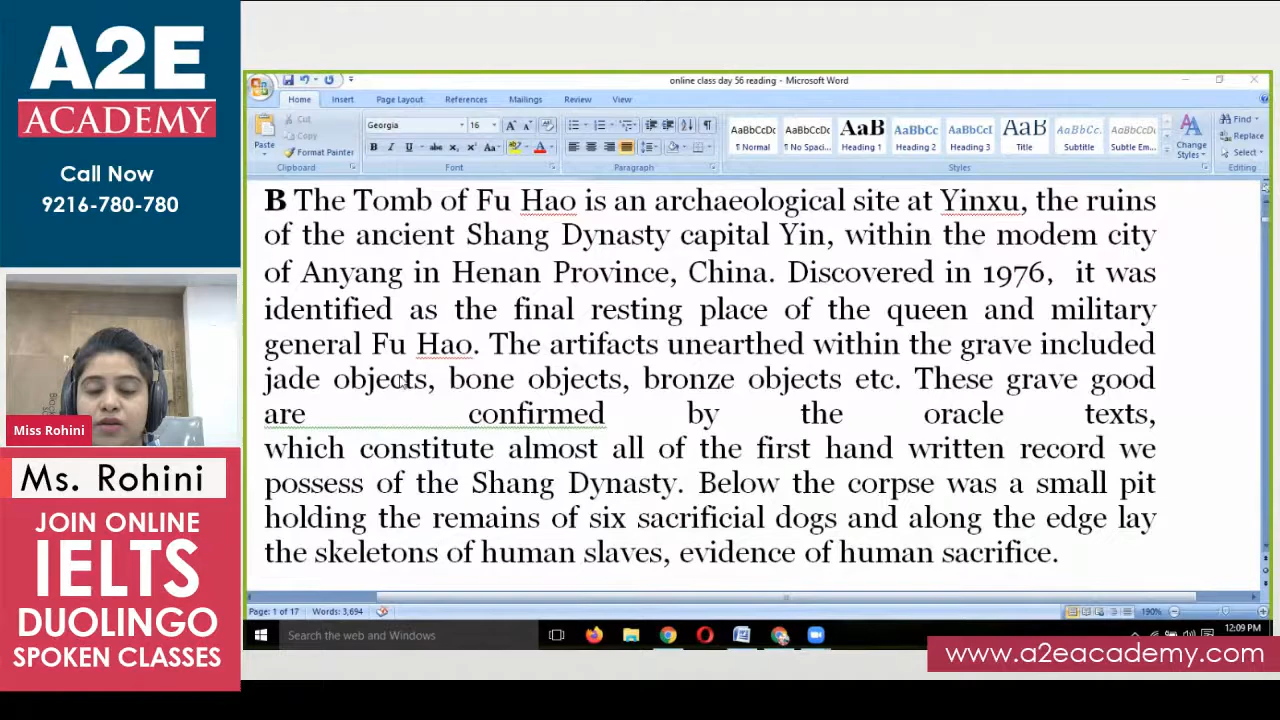 A2E
ACADEMY
Call Now
9216-780-780
Miss Rohini
Ms. Rohini
JOIN ONLINE
IELTS
DUOLINGO
SPOKEN CLASSES
online class day 56 reading - Microsoft Word
Home Insert Page Layout References Mailings Review View
Paste
Cut
Copy
Format Painter
Clipboard
Georgia 16
Font
Paragraph
AaBbCcDc AaBbCcDc AaB AaBbCc AaBbCcI AaB AaBbCc. AaBbCcDc
¶ Normal ¶ No Spaci... Heading 1 Heading 2 Heading 3 Title Subtitle Subtle Em...
Change Styles
Styles
Find
Replace
Select
Editing
B The Tomb of Fu Hao is an archaeological site at Yinxu, the ruins
of the ancient Shang Dynasty capital Yin, within the modem city
of Anyang in Henan Province, China. Discovered in 1976, it was
identified as the final resting place of the queen and military
general Fu Hao. The artifacts unearthed within the grave included
jade objects, bone objects, bronze objects etc. These grave good
are confirmed by the oracle texts,
which constitute almost all of the first hand written record we
possess of the Shang Dynasty. Below the corpse was a small pit
holding the remains of six sacrificial dogs and along the edge lay
the skeletons of human slaves, evidence of human sacrifice.
Page: 1 of 17 Words: 3,694 190%
Search the web and Windows
12:09 PM
www.a2eacademy.com